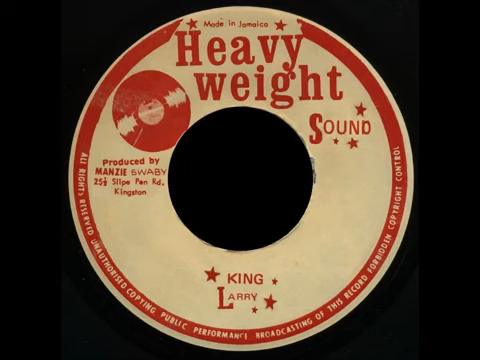 Made in Jamaica
Heavy
weight
SOUND
Produced by
MANZIE SWABY
25½ Slipe Pen Rd.
Kingston
KING
LARRY
ALL RIGHTS RESERVED UNAUTHORISED COPYING PUBLIC PERFORMANCE BROADCASTING OF THIS RECORD FORBIDDEN COPYRIGHT CONTROL